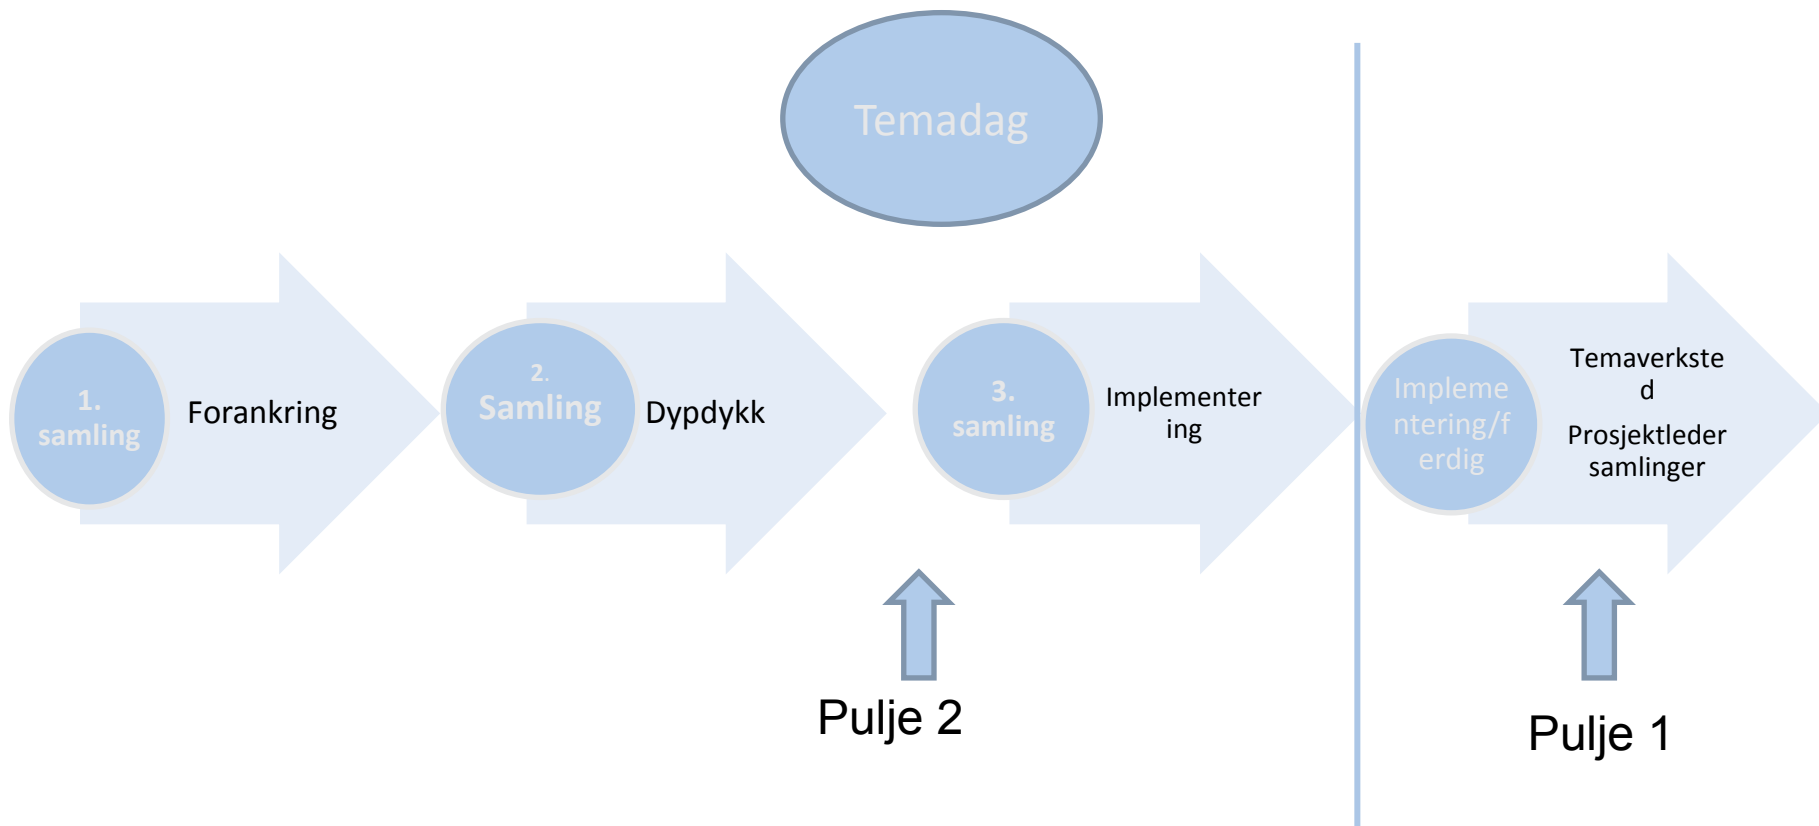 Temadag
1.
samling
Forankring
2.
Samling
Dypdykk
3.
samling
Implementer
ing
Impleme
ntering/f
erdig
Temaverkste
d
Prosjektleder
samlinger
Pulje 2
Pulje 1